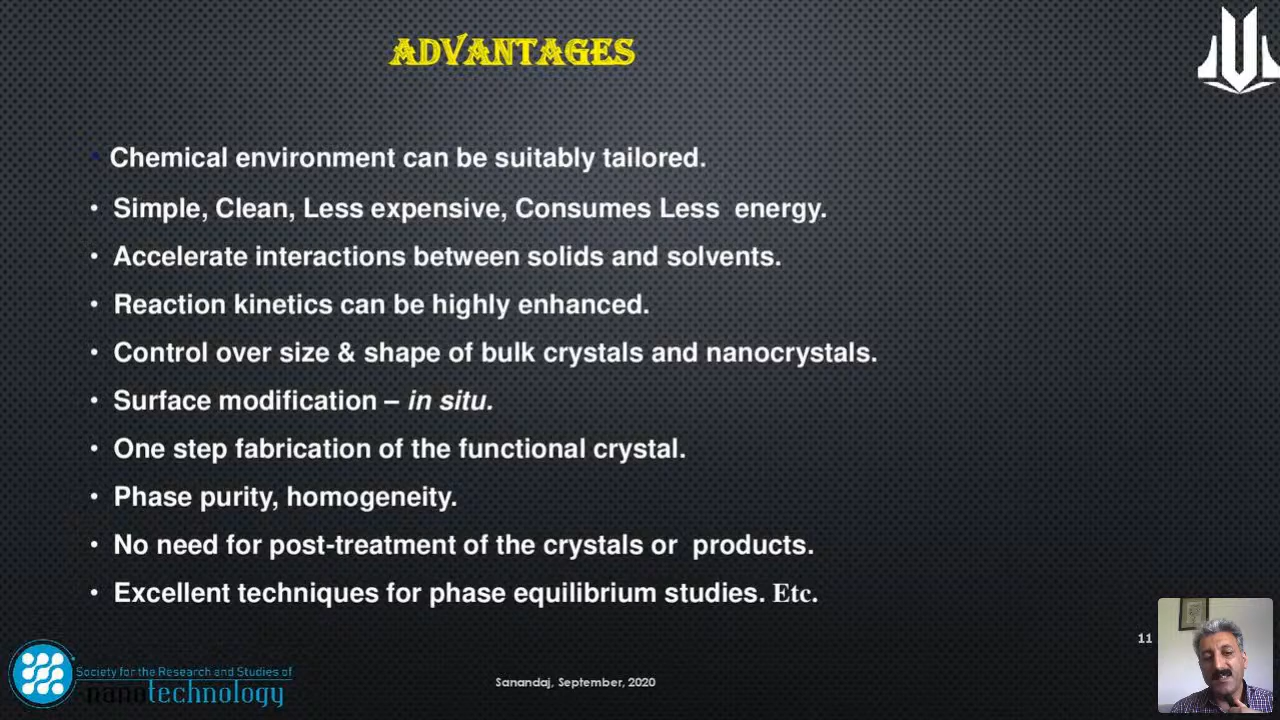 ADVANTAGES
• Chemical environment can be suitably tailored.
• Simple, Clean, Less expensive, Consumes Less energy.
• Accelerate interactions between solids and solvents.
• Reaction kinetics can be highly enhanced.
• Control over size & shape of bulk crystals and nanocrystals.
• Surface modification – in situ.
• One step fabrication of the functional crystal.
• Phase purity, homogeneity.
• No need for post-treatment of the crystals or products.
• Excellent techniques for phase equilibrium studies. Etc.
11
Society for the Research and Studies of
nanotechnology
Sanandaj, September, 2020